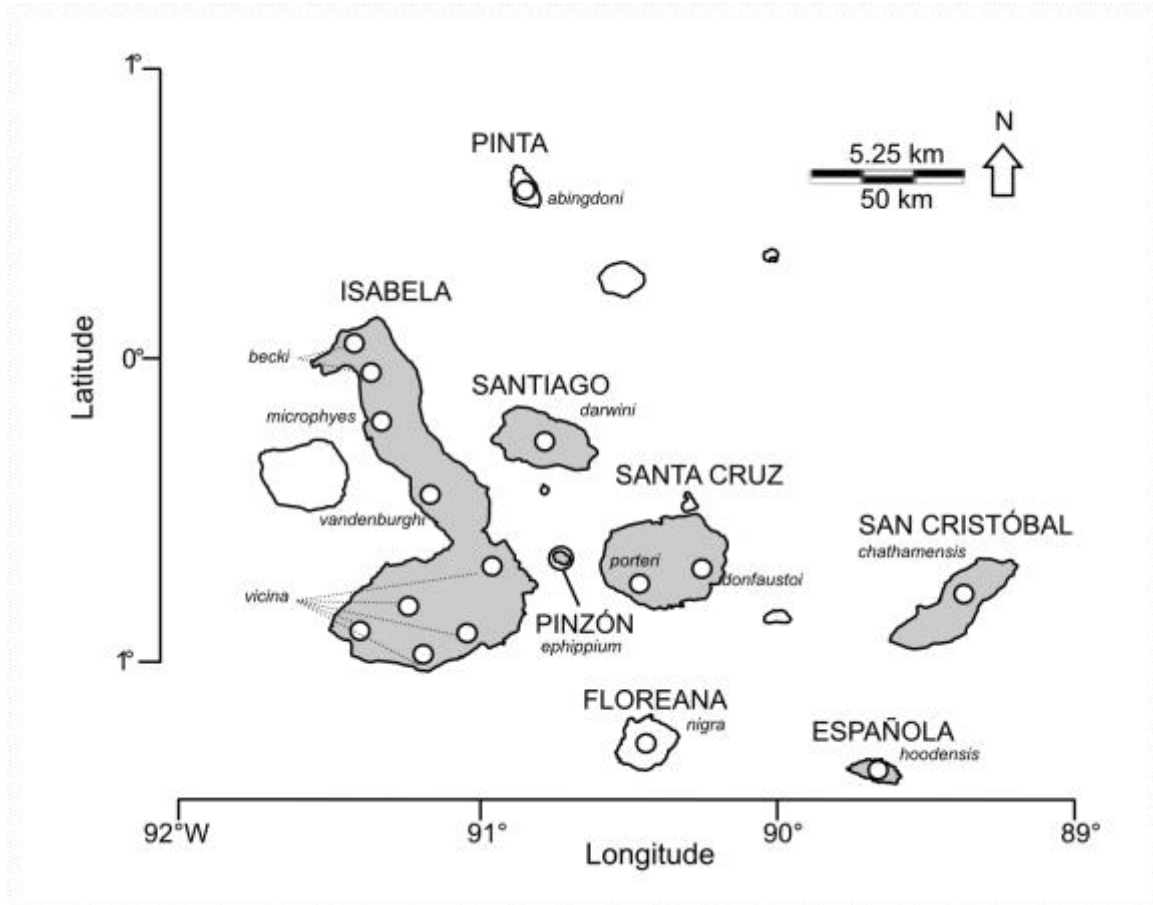 1°
PINTA
N
5.25 km
50 km
abingdoni
ISABELA
becki
0°
SANTIAGO
darwini
Latitude
microphyes
SANTA CRUZ
vandenburghi
SAN CRISTÓBAL
chathamensis
porteri
donfaustoi
vicina
PINZÓN
ephippium
1°
FLOREANA
nigra
ESPAÑOLA
hoodensis
92°W
91°
90°
89°
Longitude